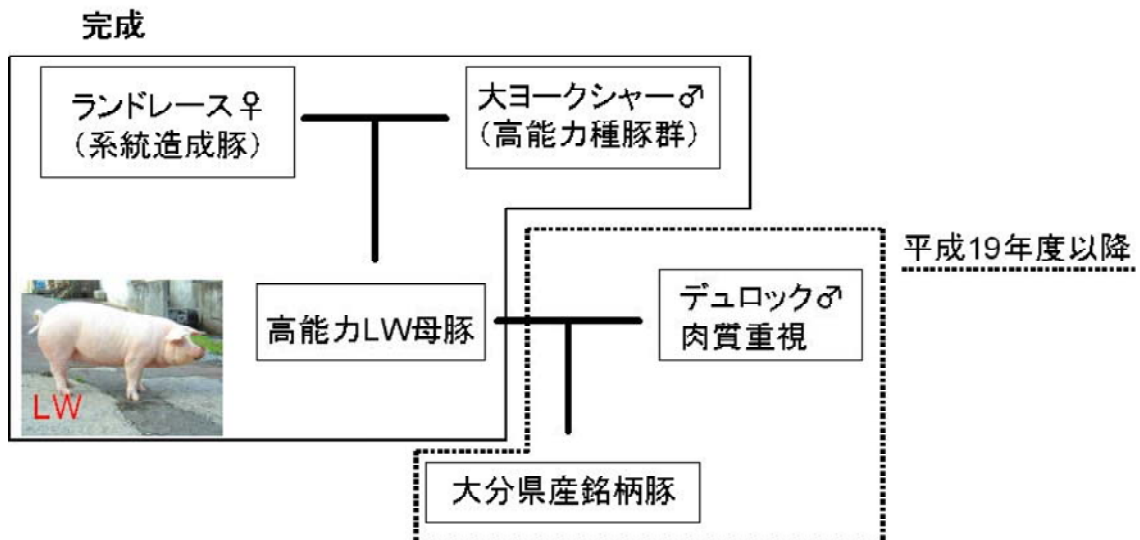 完成
ランドレース♀
（系統造成豚）
大ヨークシャー♂
（高能力種豚群）
平成19年度以降
高能力LW母豚
デュロック♂
肉質重視
LW
大分県産銘柄豚